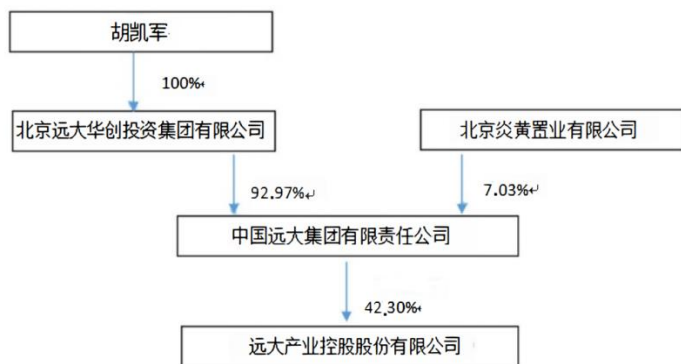 胡凯军
100%
北京远大华创投资集团有限公司
北京炎黄置业有限公司
92.97%
7.03%
中国远大集团有限责任公司
42.30%
远大产业控股股份有限公司